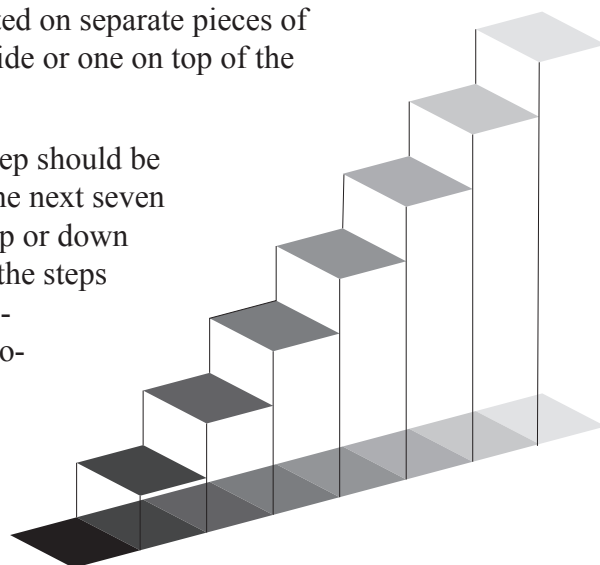 ted on separate pieces of
ide or one on top of the
ep should be
he next seven
p or down
the steps
-
o-